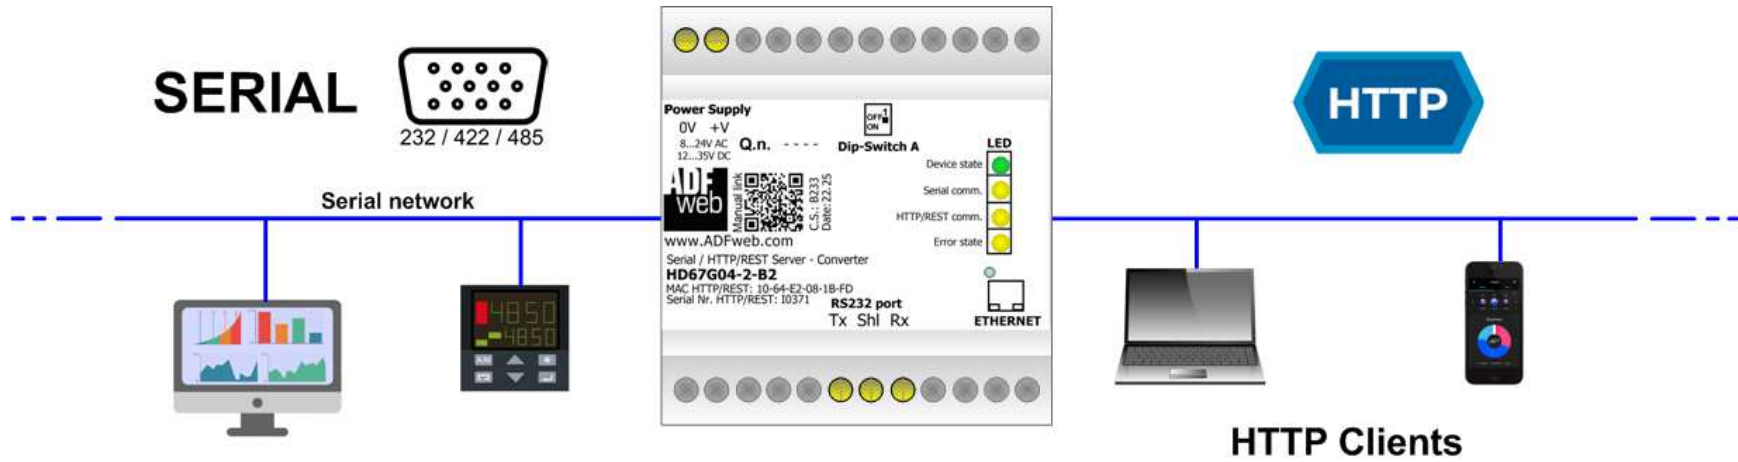 SERIAL
232 / 422 / 485
Serial network
Power Supply
0V +V
8...24V AC
12...35V DC
Q.n. - - - -
OFF 1
ON
Dip-Switch A
LED
Device state
Serial comm.
HTTP/REST comm.
Error state
ADF
web
Manual link
C.S.: B233
Date:22.25
www.ADFweb.com
Serial / HTTP/REST Server - Converter
HD67G04-2-B2
MAC HTTP/REST: 10-64-E2-08-1B-FD
Serial Nr. HTTP/REST: I0371
RS232 port
Tx Shl Rx
ETHERNET
4850
4850
HTTP
HTTP Clients